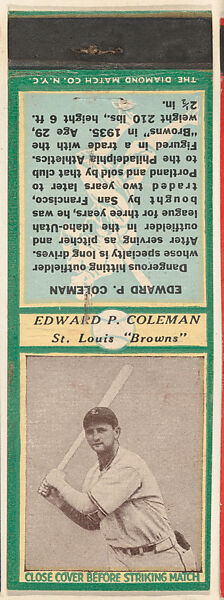 THE DIAMOND MATCH CO. N.Y.C.
EDWARD P. COLEMAN
Dangerous hitting outfielder
whose specialty is long drives.
After serving as pitcher and
outfielder in the Idaho-Utah
league for three years, he was
bought by San Francisco,
traded two years later to
Portland and sold by that club
to the Philadelphia Athletics.
Figured in trade with the
"Browns" in 1935. Age 29,
weight 210 lbs., height 6 ft.
2½ in.
EDWARD P. COLEMAN
St. Louis "Browns"
CLOSE COVER BEFORE STRIKING MATCH